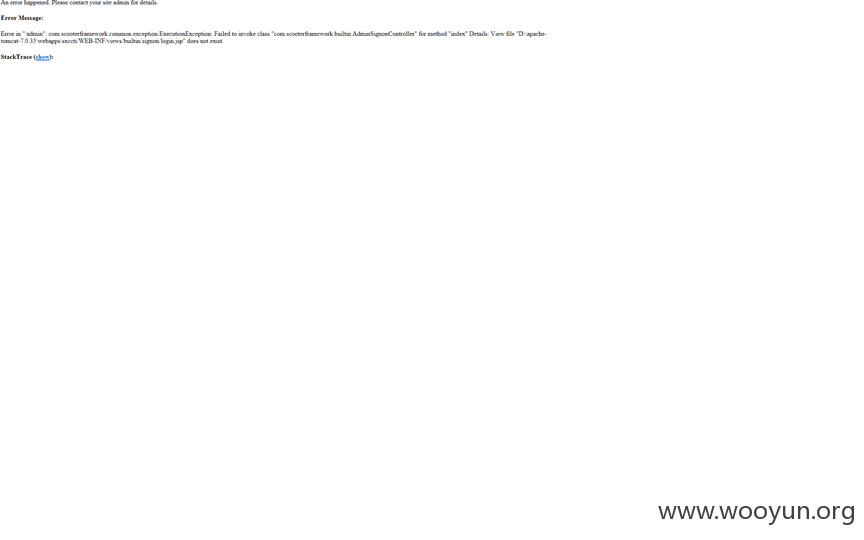 An error happened. Please contact your site admin for details.
Error Message:
Error in "/admin": com.scooterframework.common.exception.ExecutionException: Failed to invoke class "com.scooterframework.builtin.AdminSignonController" for method "index" Details: View file "D:\apache-
tomcat-7.0.35\webapps\sxccti\WEB-INF\views\builtin\signon\login.jsp" does not exist.
StackTrace (show):
www.wooyun.org